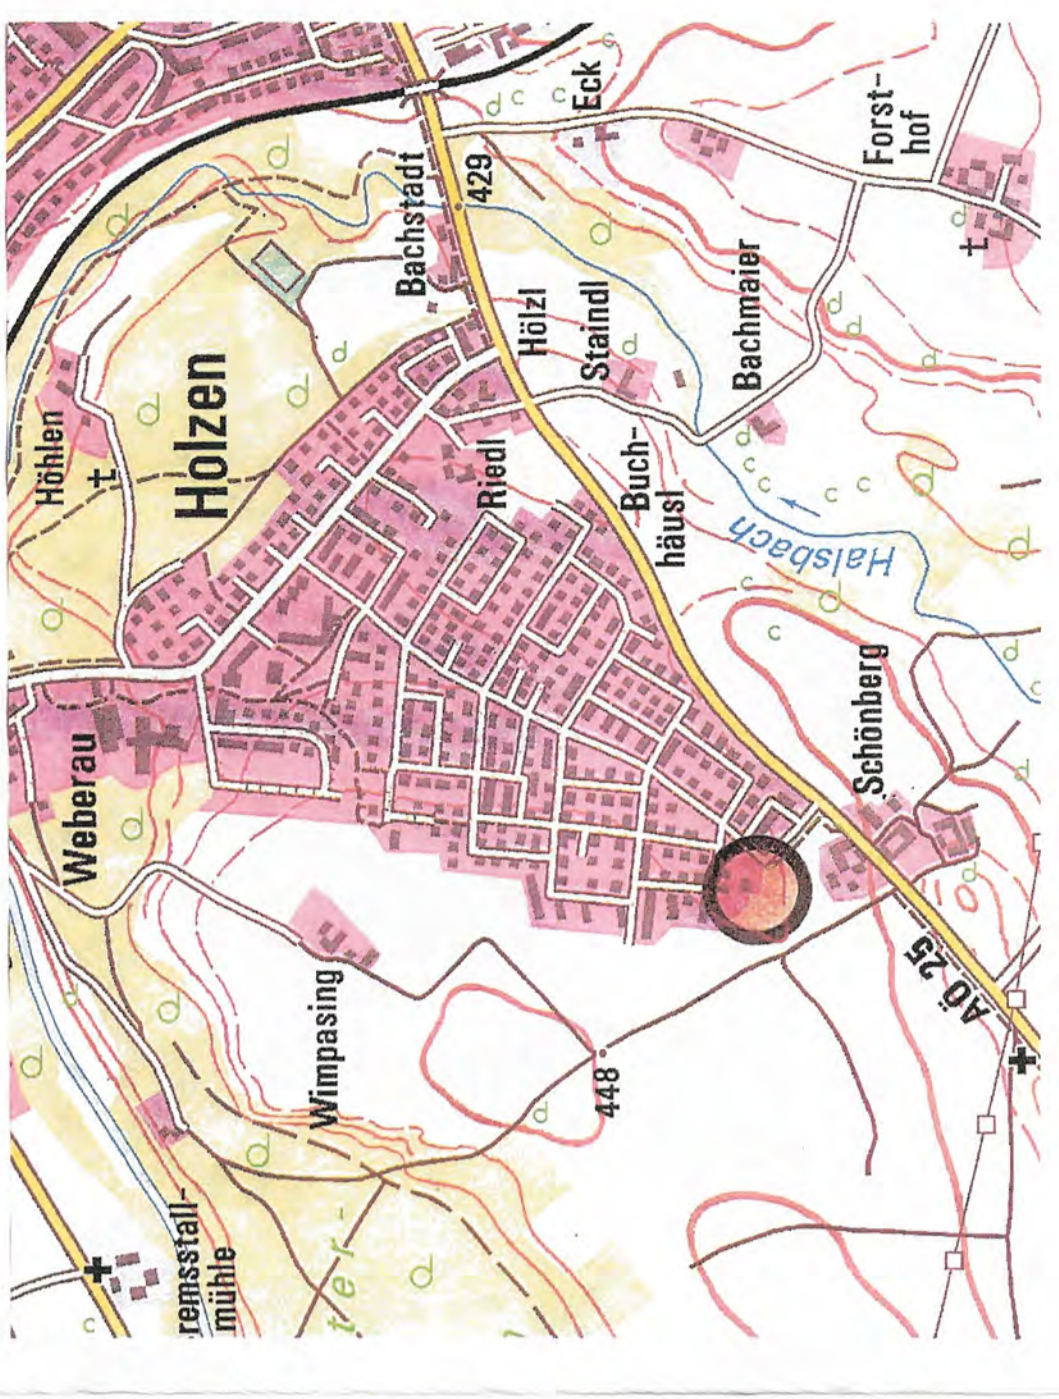 Höhlen
Weberau
remsstall-
mühle
Holzen
Wimpasing
ter-
Bachstadt
429
Riedl
Hölzl
Eck
Staindl
448
Buch-
häusl
Bachmaier
Halsbach
Schönberg
Forst-
hof
AÖ 25